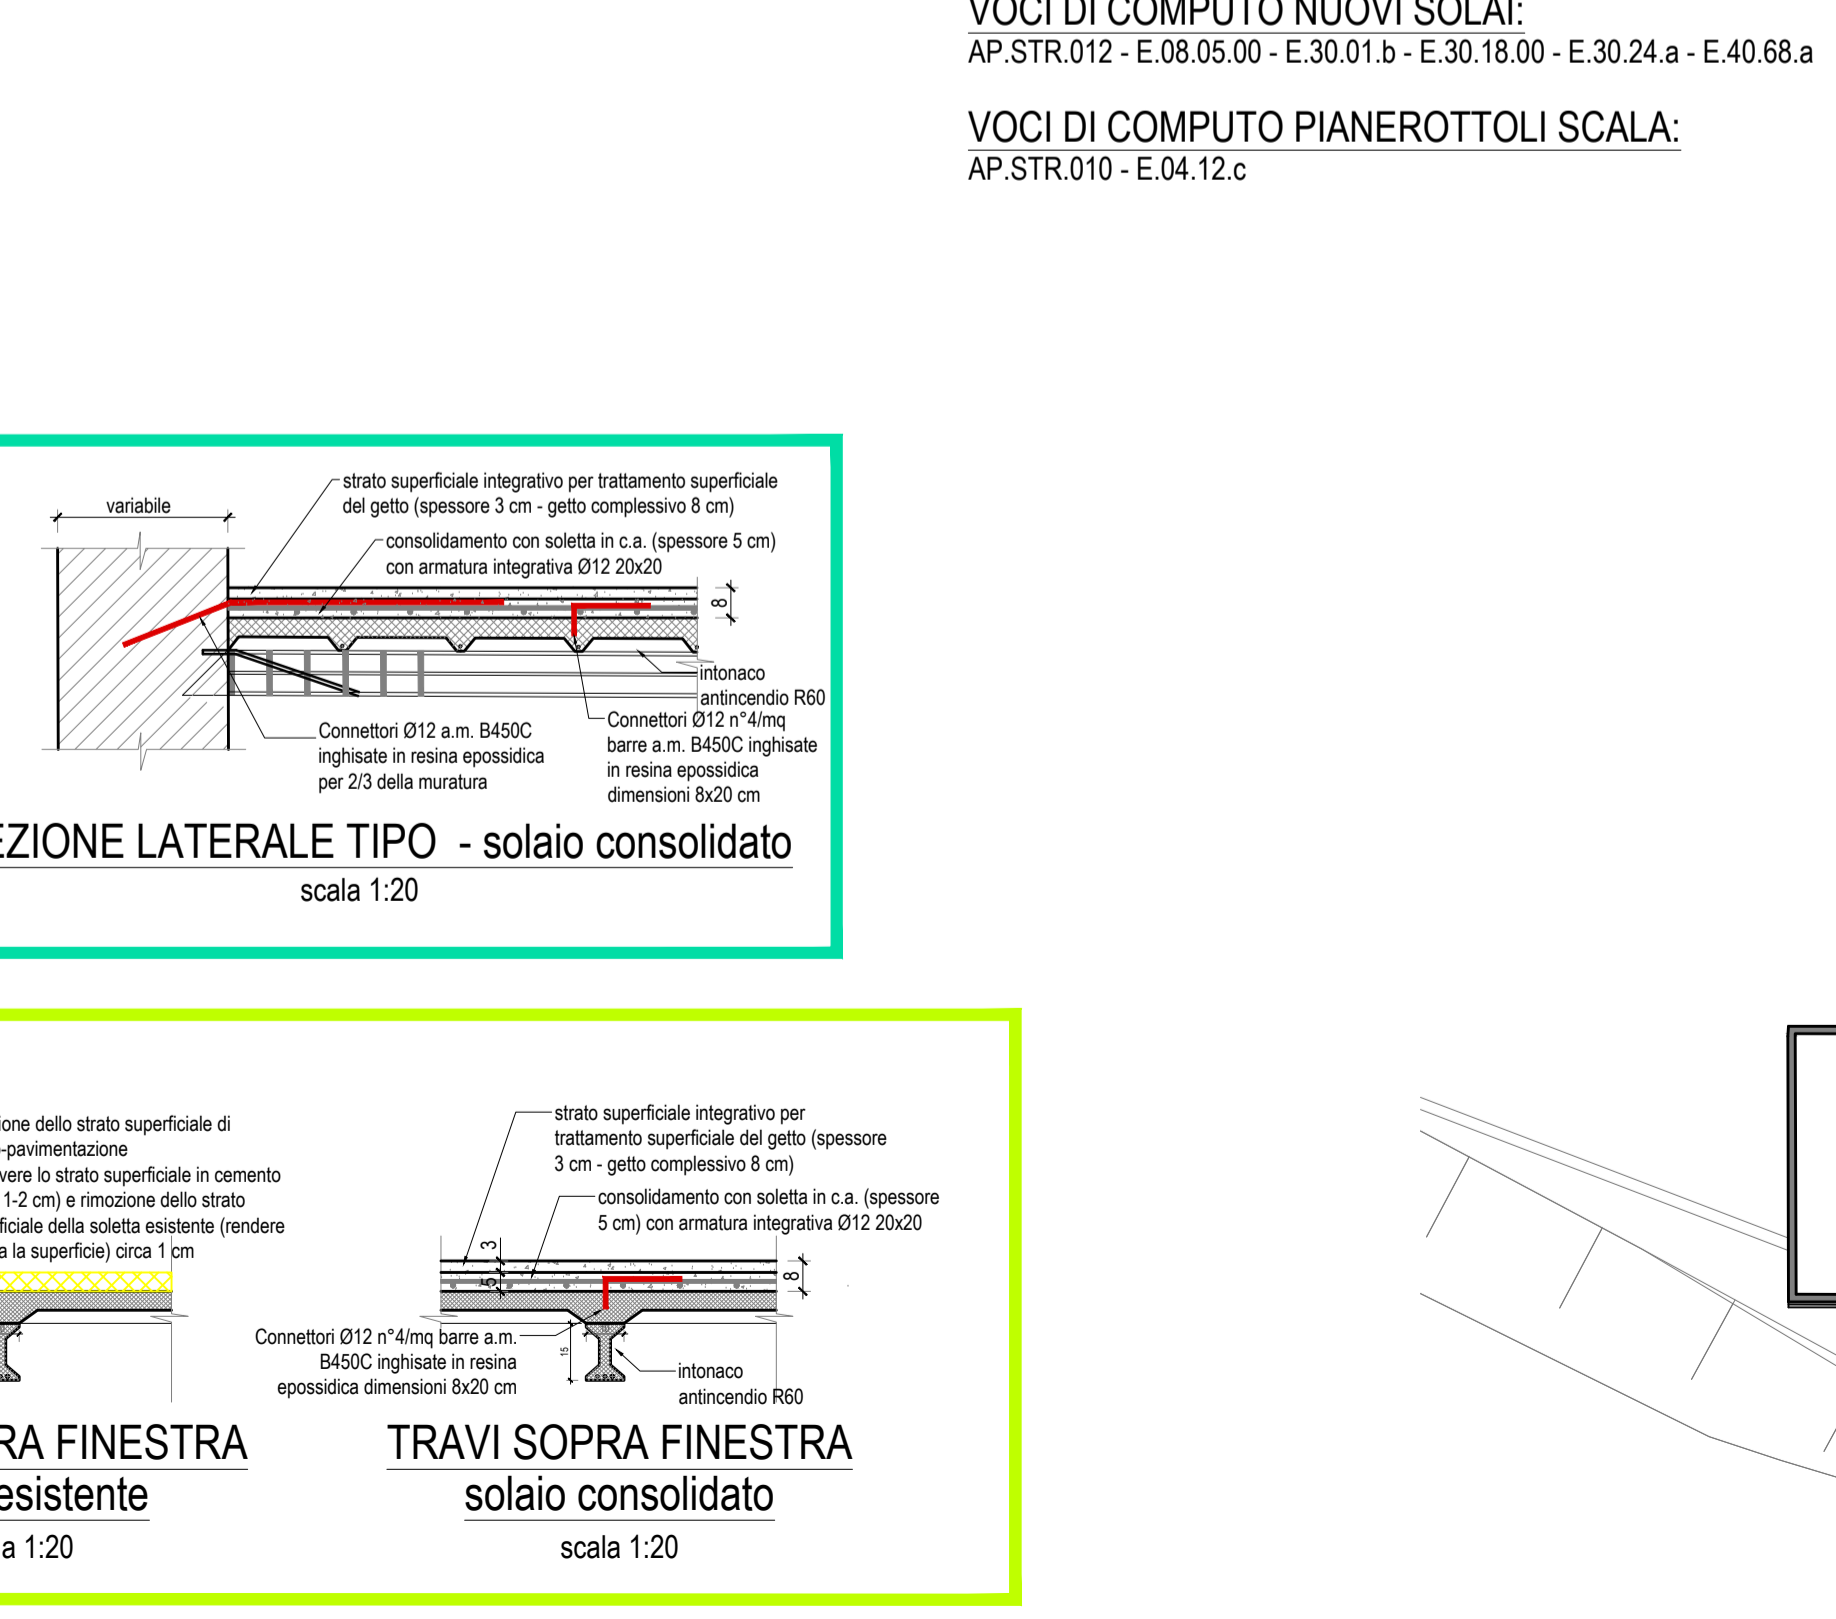 VOCI DI COMPUTO NUOVI SOLAI:
AP.STR.012 - E.08.05.00 - E.30.01.b - E.30.18.00 - E.30.24.a - E.40.68.a
VOCI DI COMPUTO PIANEROTTOLI SCALA:
AP.STR.010 - E.04.12.c
strato superficiale integrativo per trattamento superficiale
del getto (spessore 3 cm - getto complessivo 8 cm)
variabile
consolidamento con soletta in c.a. (spessore 5 cm)
con armatura integrativa Ø12 20x20
8
intonaco
antincendio R60
Connettori Ø12 a.m. B450C
inghisate in resina epossidica
per 2/3 della muratura
Connettori Ø12 n°4/mq
barre a.m. B450C inghisate
in resina epossidica
dimensioni 8x20 cm
EZIONE LATERALE TIPO - solaio consolidato
scala 1:20
ione dello strato superficiale di
-pavimentazione
vere lo strato superficiale in cemento
1-2 cm) e rimozione dello strato
ficiale della soletta esistente (rendere
a la superficie) circa 1 cm
RA FINESTRA
esistente
a 1:20
strato superficiale integrativo per
trattamento superficiale del getto (spessore
3 cm - getto complessivo 8 cm)
consolidamento con soletta in c.a. (spessore
5 cm) con armatura integrativa Ø12 20x20
3
5
8
15
Connettori Ø12 n°4/mq barre a.m.
B450C inghisate in resina
epossidica dimensioni 8x20 cm
intonaco
antincendio R60
TRAVI SOPRA FINESTRA
solaio consolidato
scala 1:20